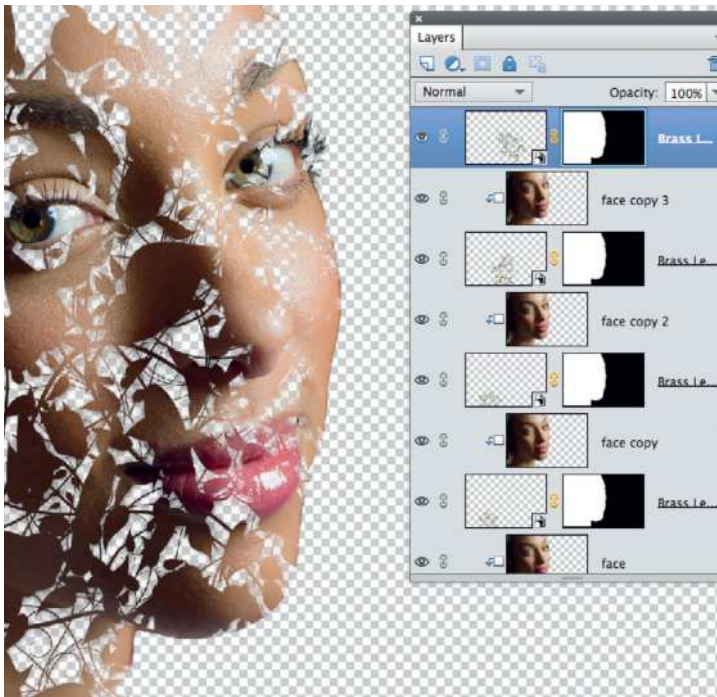 Layers
Normal Opacity: 100%
Brass L...
face copy 3
Brass Le...
face copy 2
Brass Le...
face copy
Brass Le...
face